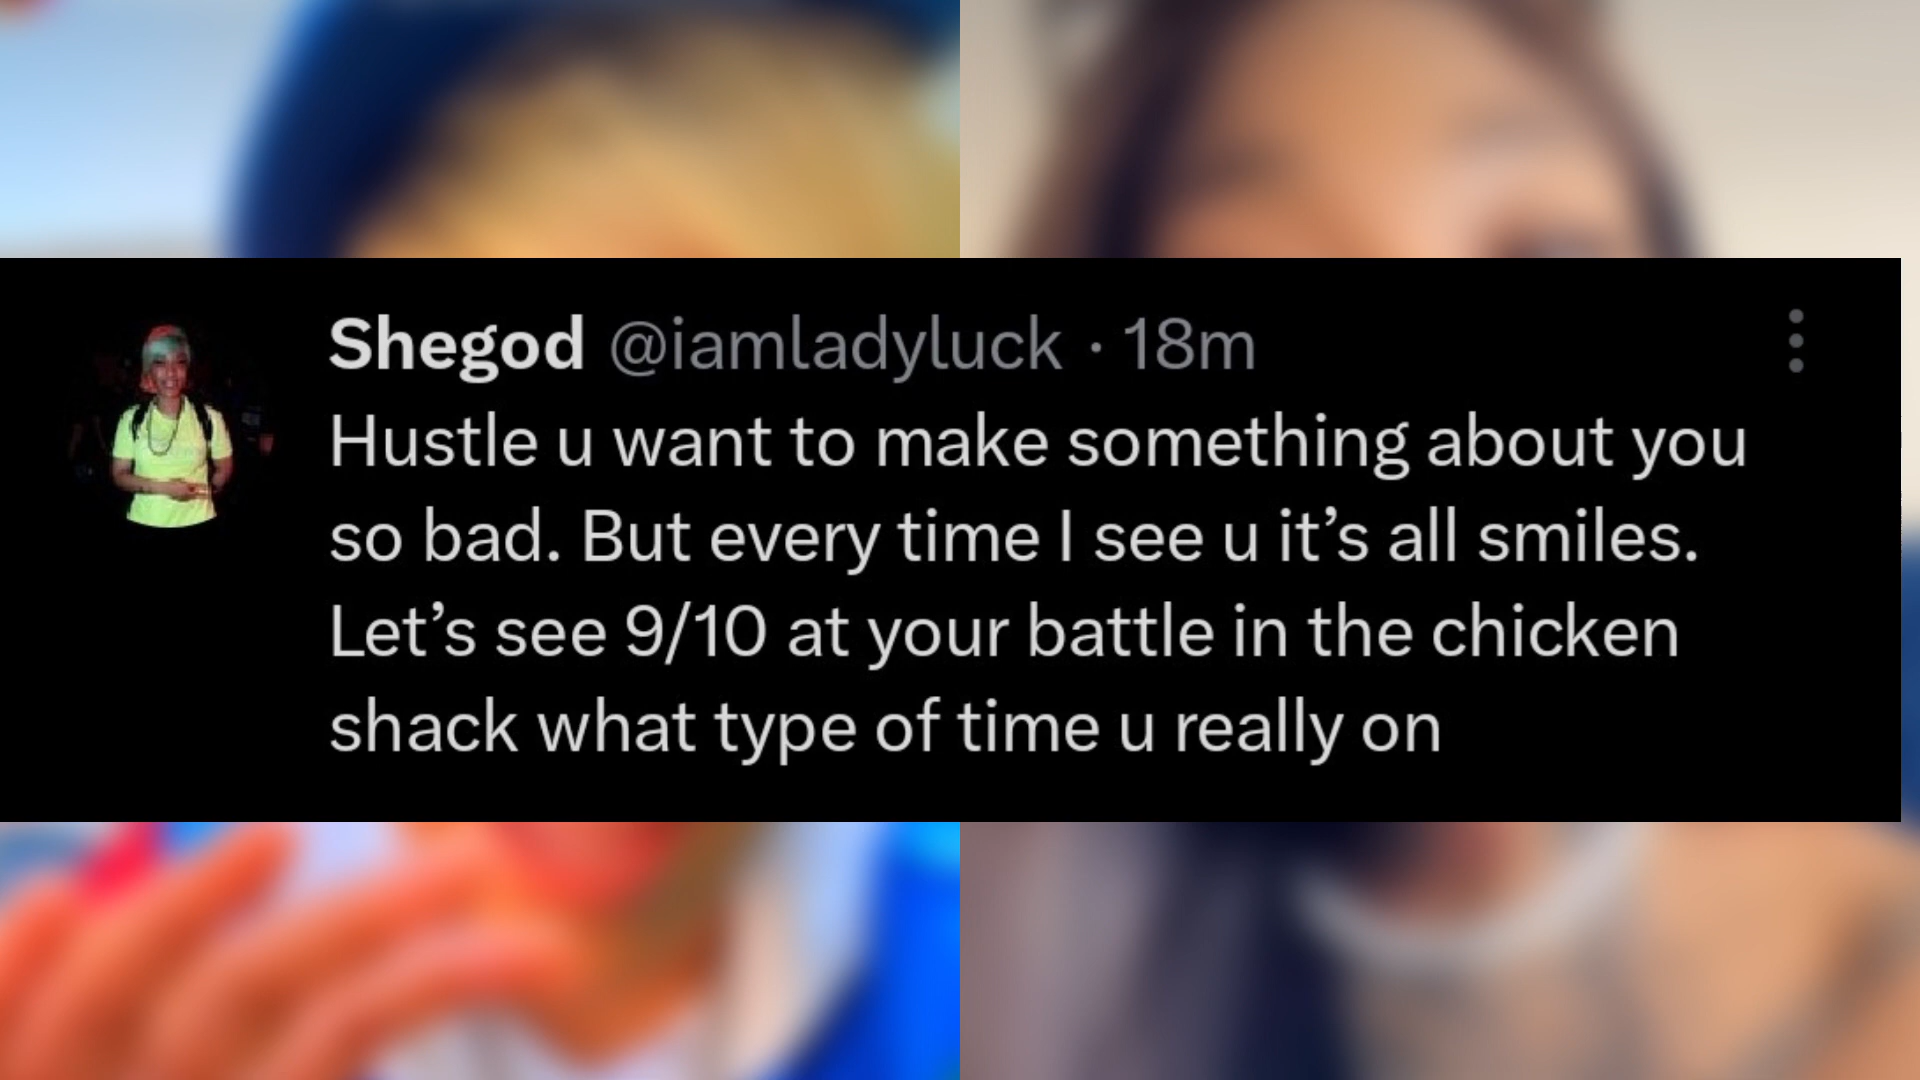 Shegod @iamladyluck · 18m
Hustle u want to make something about you
so bad. But every time I see u it’s all smiles.
Let’s see 9/10 at your battle in the chicken
shack what type of time u really on